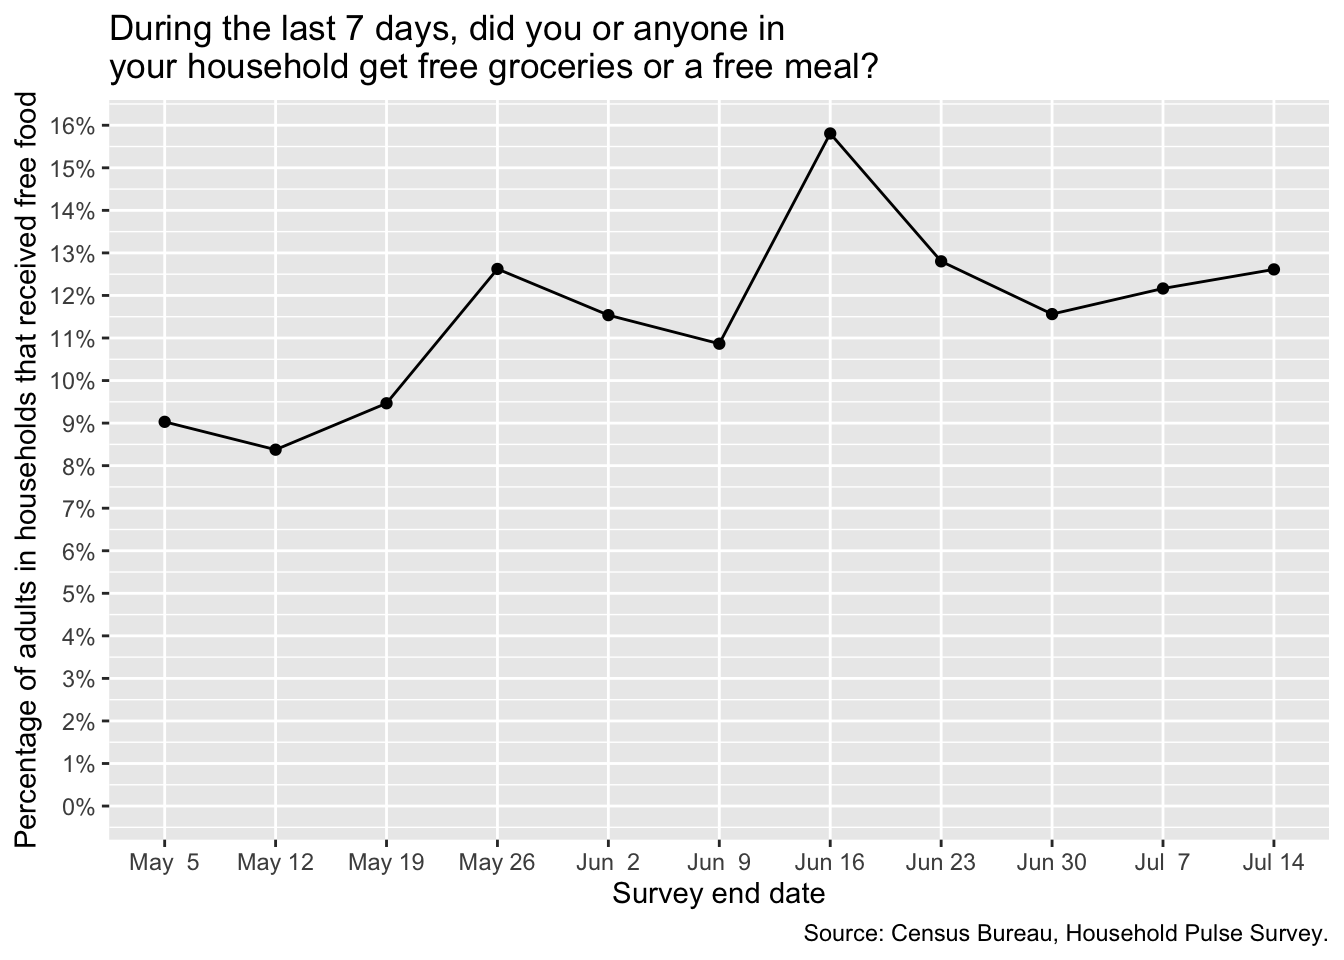 During the last 7 days, did you or anyone in
your household get free groceries or a free meal?
Percentage of adults in households that received free food
16%
15%
14%
13%
12%
11%
10%
9%
8%
7%
6%
5%
4%
3%
2%
1%
0%
May  5 May 12 May 19 May 26 Jun  2 Jun  9 Jun 16 Jun 23 Jun 30 Jul  7 Jul 14
Survey end date
Source: Census Bureau, Household Pulse Survey.